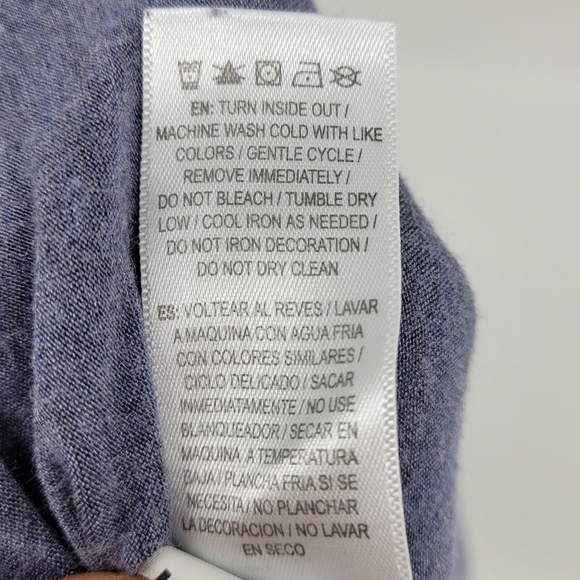 EN: TURN INSIDE OUT /
MACHINE WASH COLD WITH LIKE
COLORS / GENTLE CYCLE /
REMOVE IMMEDIATELY /
DO NOT BLEACH / TUMBLE DRY
LOW / COOL IRON AS NEEDED /
DO NOT IRON DECORATION /
DO NOT DRY CLEAN
ES: VOLTEAR AL REVES / LAVAR
A MAQUINA CON AGUA FRIA
CON COLORES SIMILARES /
CICLO DELICADO / SACAR
INMEDIATAMENTE / NO USE
BLANQUEADOR / SECAR EN
MAQUINA A TEMPERATURA
BAJA / PLANCHA FRIA SI SE
NECESITA / NO PLANCHAR
LA DECORACION / NO LAVAR
EN SECO